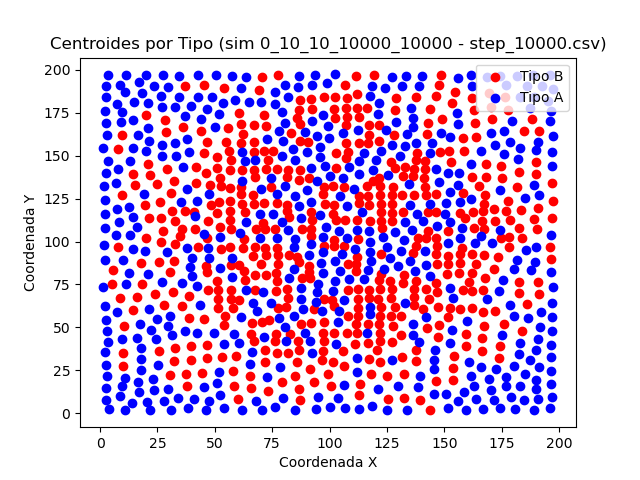 Centroides por Tipo (sim 0_10_10_10000_10000 - step_10000.csv)
Tipo B
Tipo A
Coordenada Y
200
175
150
125
100
75
50
25
0
0 25 50 75 100 125 150 175 200
Coordenada X